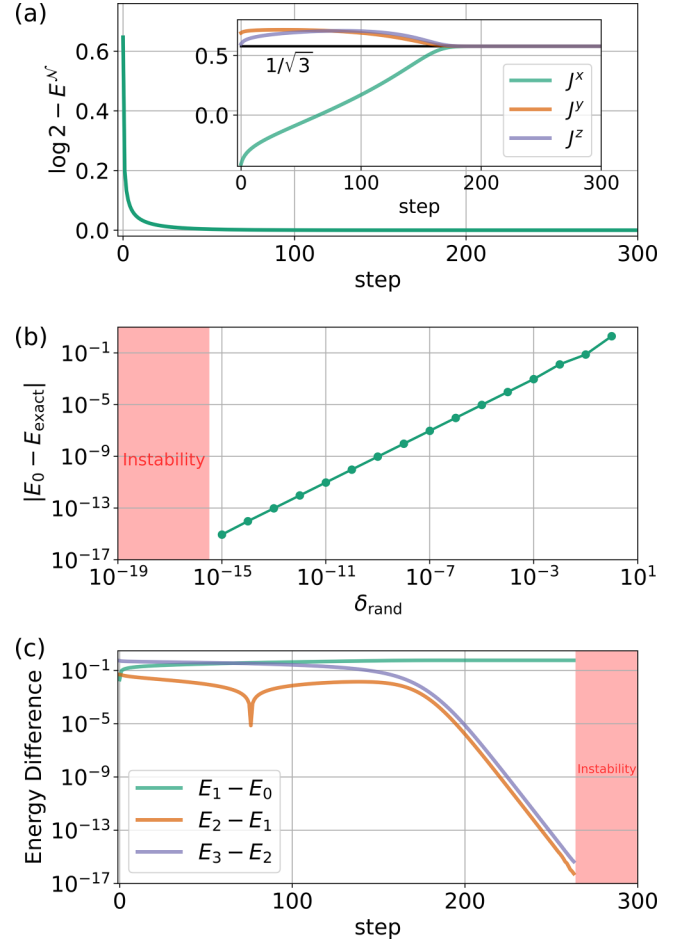 (a)
log 2 − E^𝒩
0.6
0.4
0.2
0.0
0
100
200
300
step
0.5
0.0
1/√3
J^x
J^y
J^z
0
100
200
300
step
(b)
|E_0 − E_exact|
10^−1
10^−5
10^−9
10^−13
10^−17
Instability
10^−19
10^−15
10^−11
10^−7
10^−3
10^1
δ_rand
(c)
Energy Difference
10^−1
10^−5
10^−9
10^−13
10^−17
E_1 − E_0
E_2 − E_1
E_3 − E_2
Instability
0
100
200
300
step